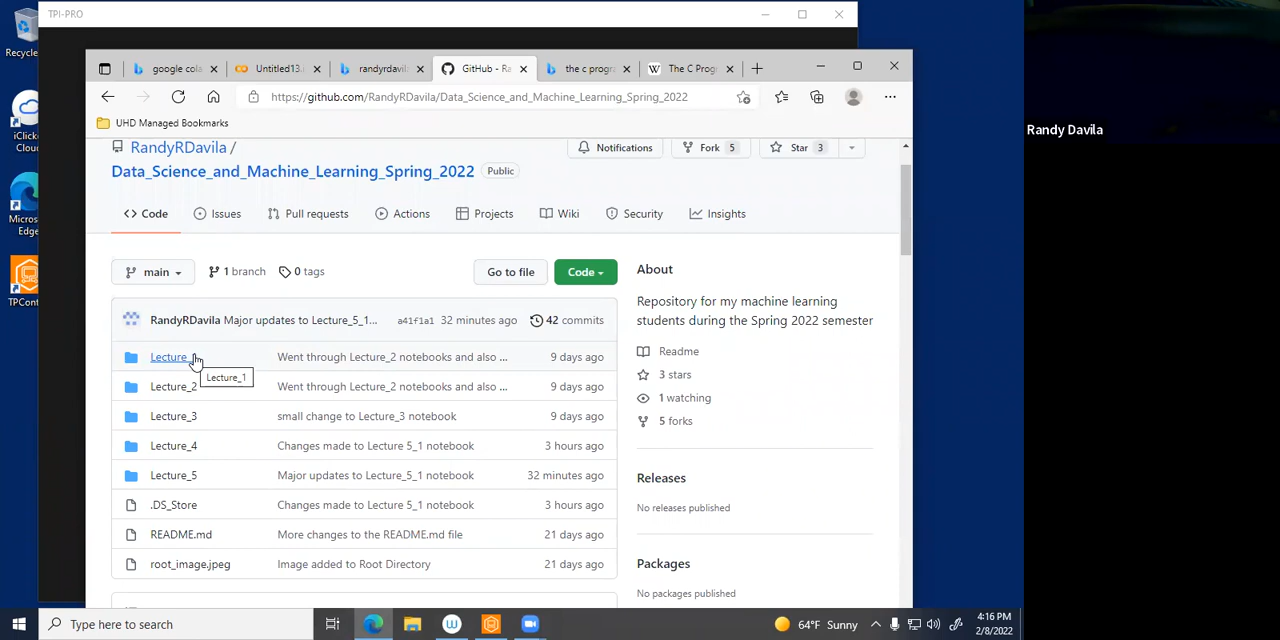 TPI-PRO
Recycle
google cola
Untitled13.i
randyrdavila
GitHub - Ra
the c progra
The C Prog
https://github.com/RandyRDavila/Data_Science_and_Machine_Learning_Spring_2022
UHD Managed Bookmarks
iClicker
Cloud
Microsoft
Edge
TPCont
Randy Davila
RandyRDavila /
Data_Science_and_Machine_Learning_Spring_2022 Public
Notifications Fork 5 Star 3
<> Code Issues Pull requests Actions Projects Wiki Security Insights
main 1 branch 0 tags Go to file Code
RandyRDavila Major updates to Lecture_5_1... a41f1a1 32 minutes ago 42 commits
Lecture_1 Went through Lecture_2 notebooks and also ... 9 days ago
Lecture_1
Lecture_2 Went through Lecture_2 notebooks and also ... 9 days ago
Lecture_3 small change to Lecture_3 notebook 9 days ago
Lecture_4 Changes made to Lecture 5_1 notebook 3 hours ago
Lecture_5 Major updates to Lecture_5_1 notebook 32 minutes ago
.DS_Store Changes made to Lecture 5_1 notebook 3 hours ago
README.md More changes to the README.md file 21 days ago
root_image.jpeg Image added to Root Directory 21 days ago
About
Repository for my machine learning
students during the Spring 2022 semester
Readme
3 stars
1 watching
5 forks
Releases
No releases published
Packages
No packages published
Type here to search
64°F Sunny
4:16 PM
2/8/2022